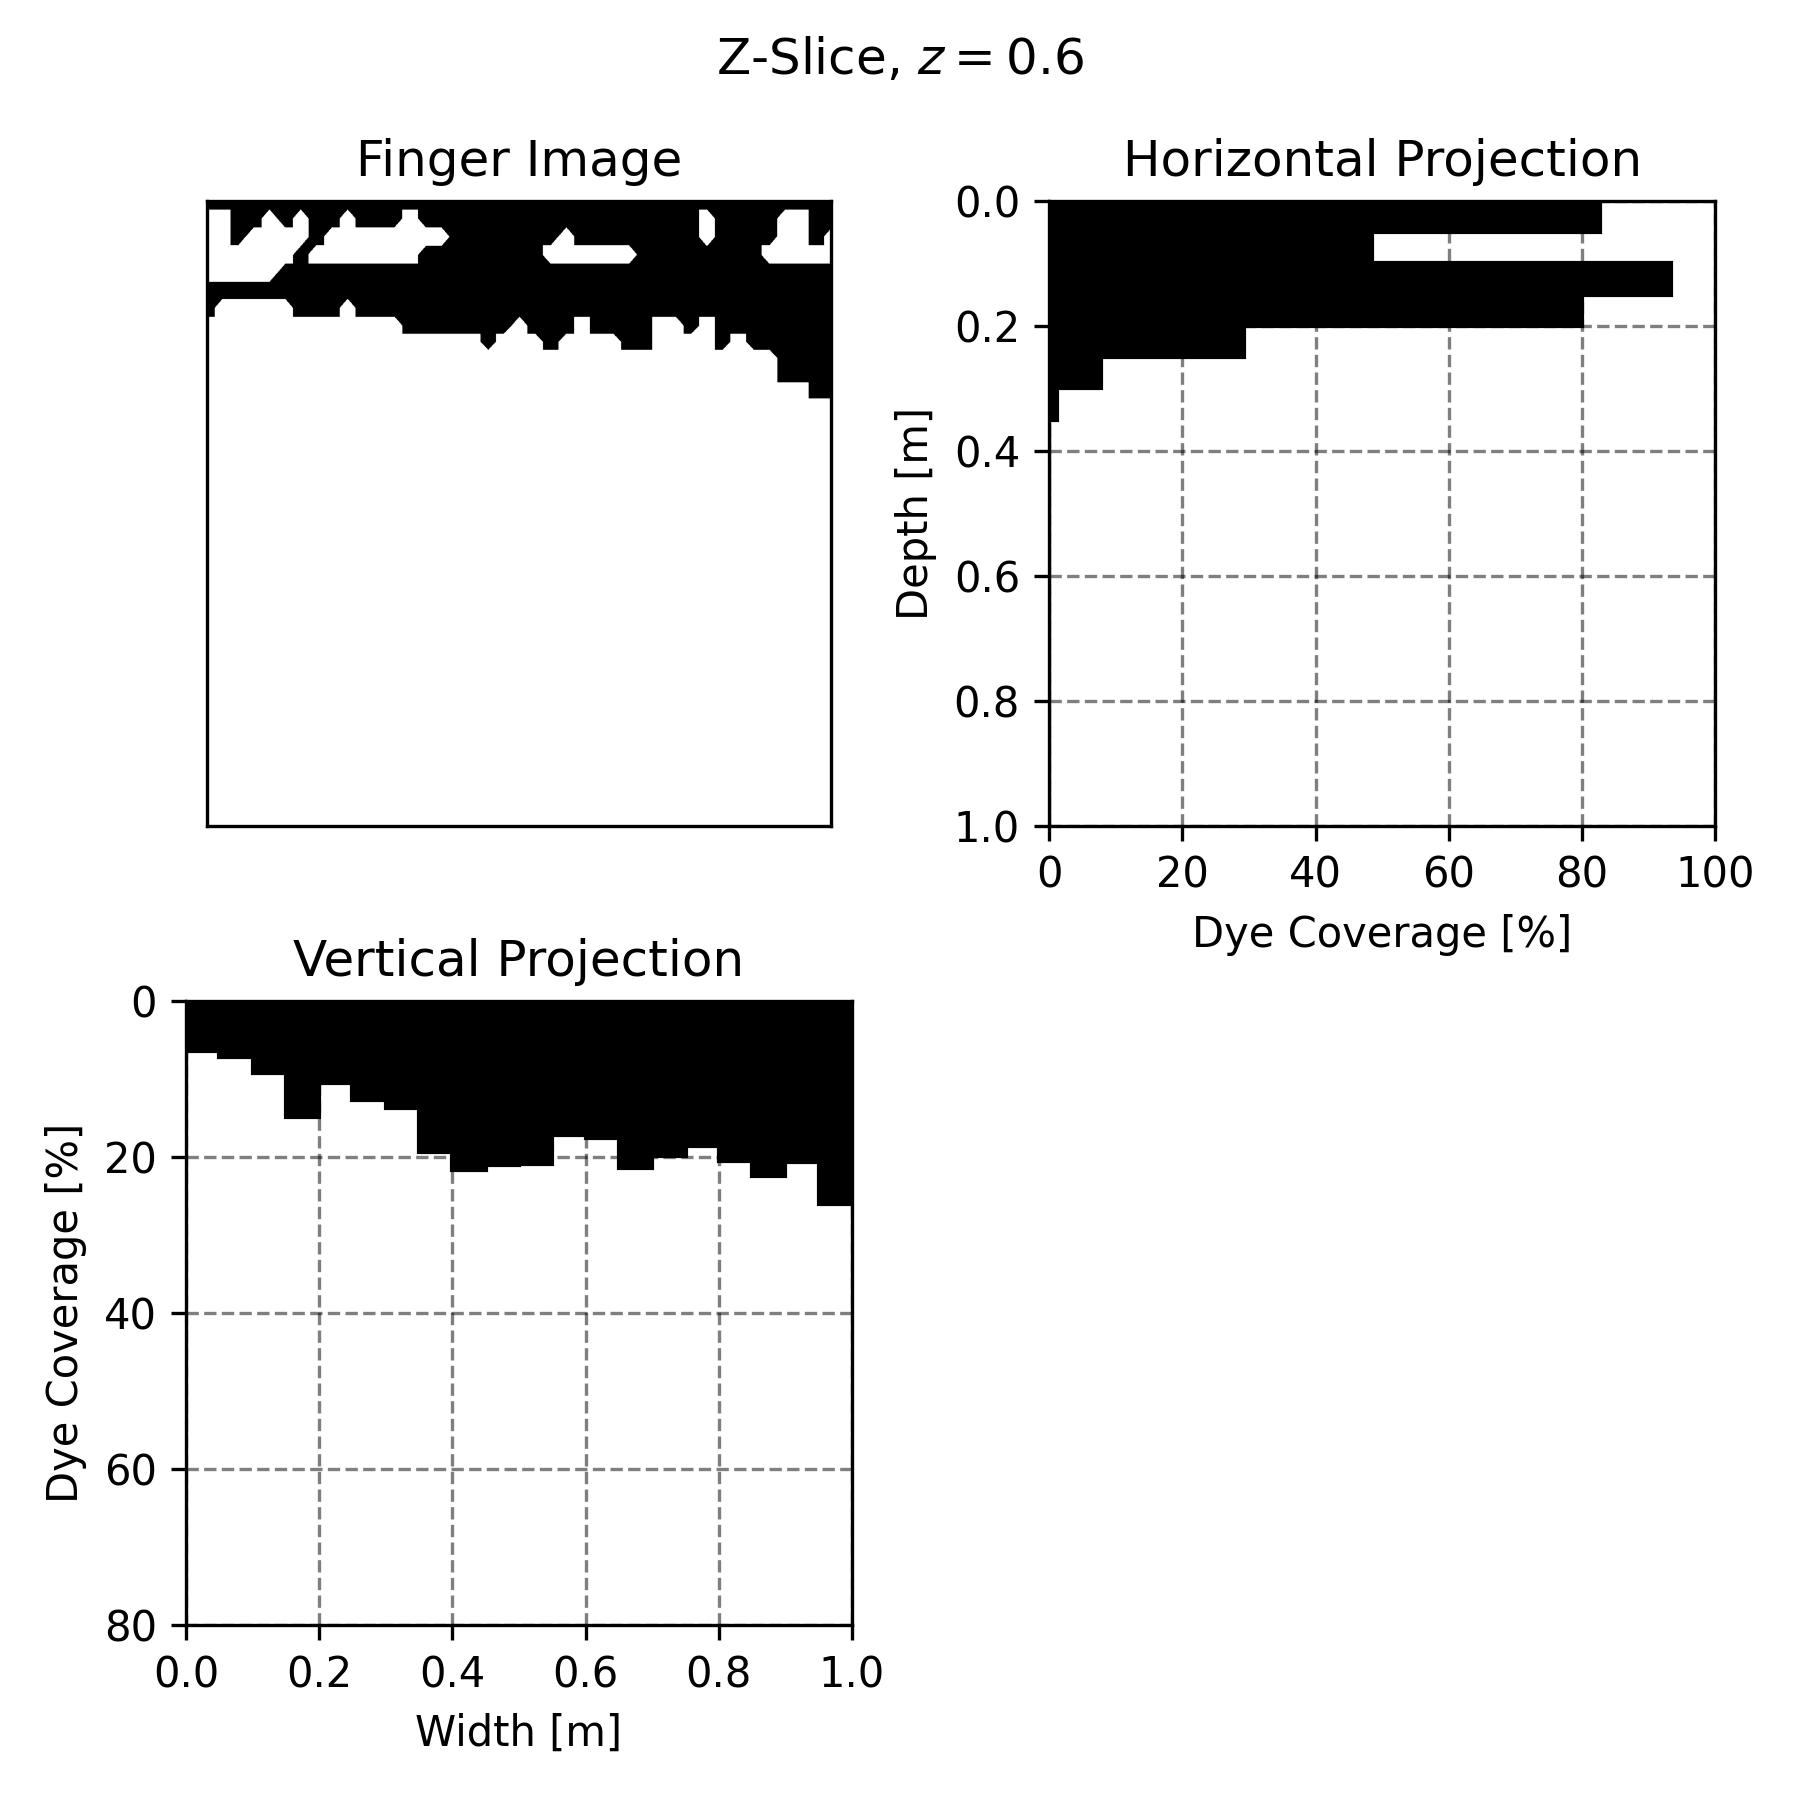 Z-Slice, z = 0.6
Finger Image
Horizontal Projection
0.0
0.2
0.4
0.6
0.8
1.0
Depth [m]
0 20 40 60 80 100
Dye Coverage [%]
Vertical Projection
0
20
40
60
80
Dye Coverage [%]
0.0 0.2 0.4 0.6 0.8 1.0
Width [m]